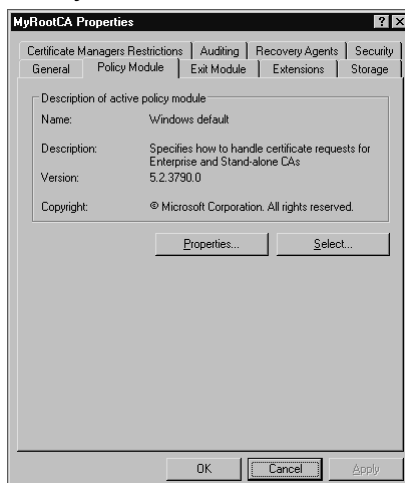 MyRootCA Properties
Certificate Managers Restrictions Auditing Recovery Agents Security
General Policy Module Exit Module Extensions Storage
Description of active policy module
Name: Windows default
Description: Specifies how to handle certificate requests for
Enterprise and Stand-alone CAs
Version: 5.2.3790.0
Copyright: © Microsoft Corporation. All rights reserved.
Properties... Select...
OK Cancel Apply